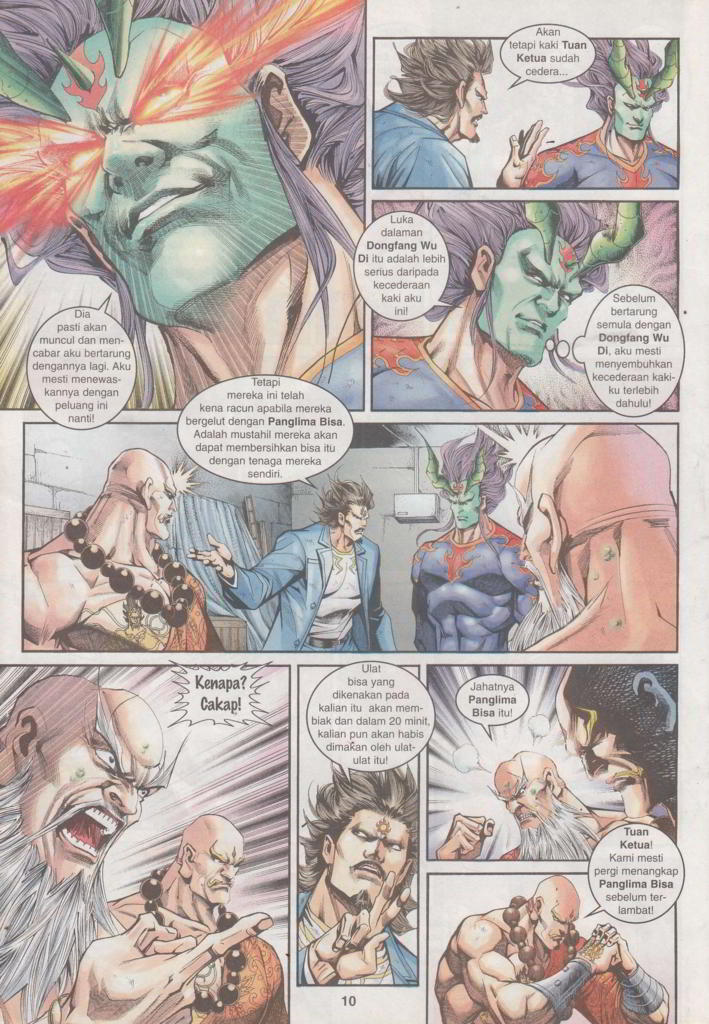 Dia
pasti akan
muncul dan men-
cabar aku bertarung
dengannya lagi. Aku
mesti menewas-
kannya dengan
peluang ini
nanti!
Akan
tetapi kaki Tuan
Ketua sudah
cedera...
Luka
dalaman
Dongfang Wu
Di itu adalah lebih
serius daripada
kecederaan
kaki aku
ini!
Sebelum
bertarung
semula dengan
Dongfang Wu
Di, aku mesti
menyembuhkan
kecederaan kaki-
ku terlebih
dahulu!
Tetapi
mereka ini telah
kena racun apabila mereka
bergelut dengan Panglima Bisa.
Adalah mustahil mereka akan
dapat membersihkan bisa itu
dengan tenaga mereka
sendiri.
Kenapa?
Cakap!
Ulat
bisa yang
dikenakan pada
kalian itu akan mem-
biak dan dalam 20 minit,
kalian pun akan habis
dimakan oleh ulat-
ulat itu!
Jahatnya
Panglima
Bisa itu!
Tuan
Ketua!
Kami mesti
pergi menangkap
Panglima Bisa
sebelum ter-
lambat!
10